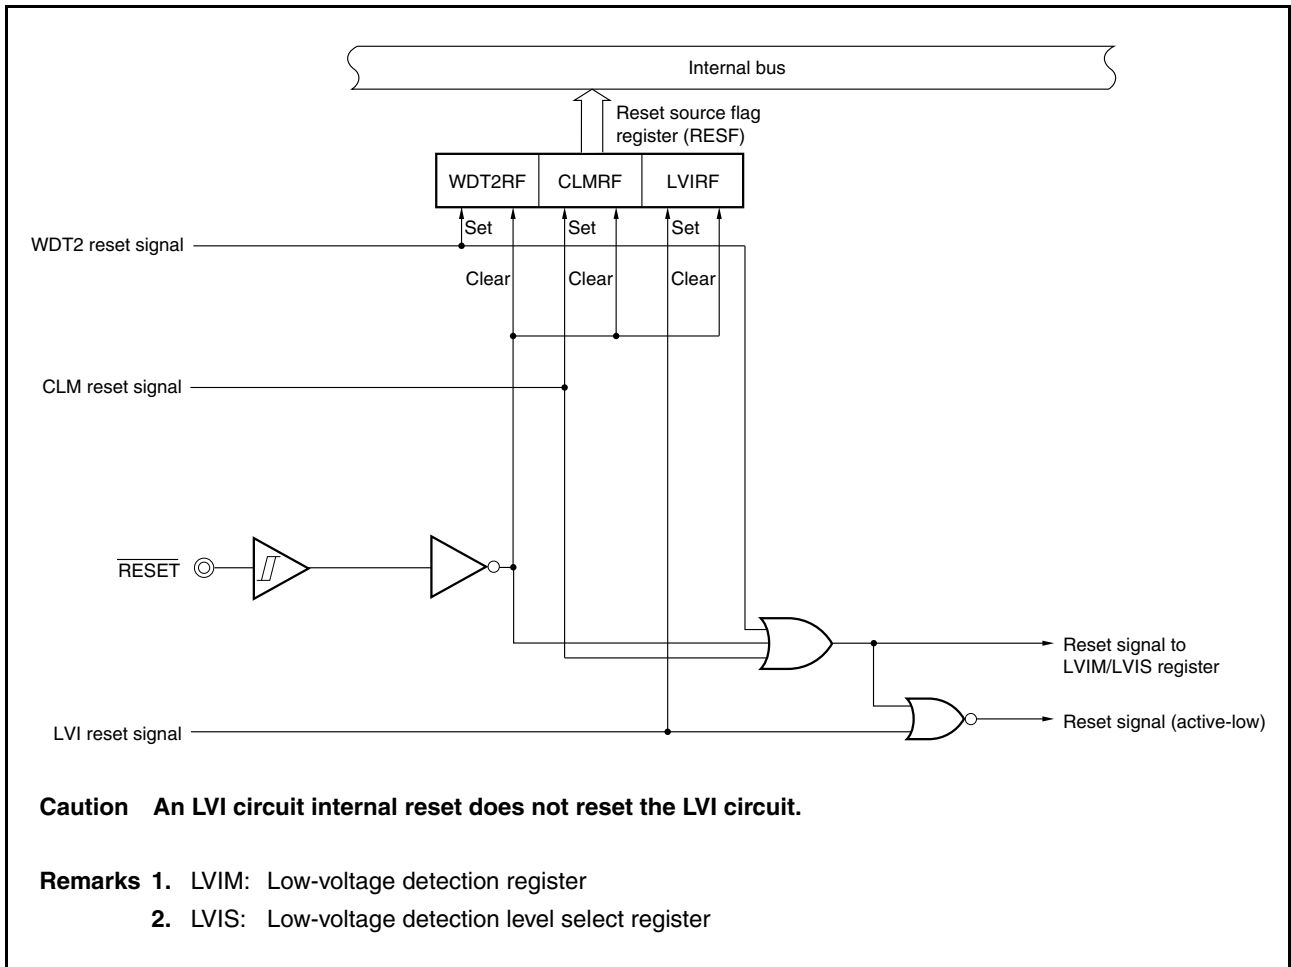 Internal bus
Reset source flag
register (RESF)
WDT2RF CLMRF LVIRF
Set Set Set
WDT2 reset signal
Clear Clear Clear
CLM reset signal
RESET
Reset signal to
LVIM/LVIS register
Reset signal (active-low)
LVI reset signal
Caution An LVI circuit internal reset does not reset the LVI circuit.
Remarks 1. LVIM: Low-voltage detection register
2. LVIS: Low-voltage detection level select register